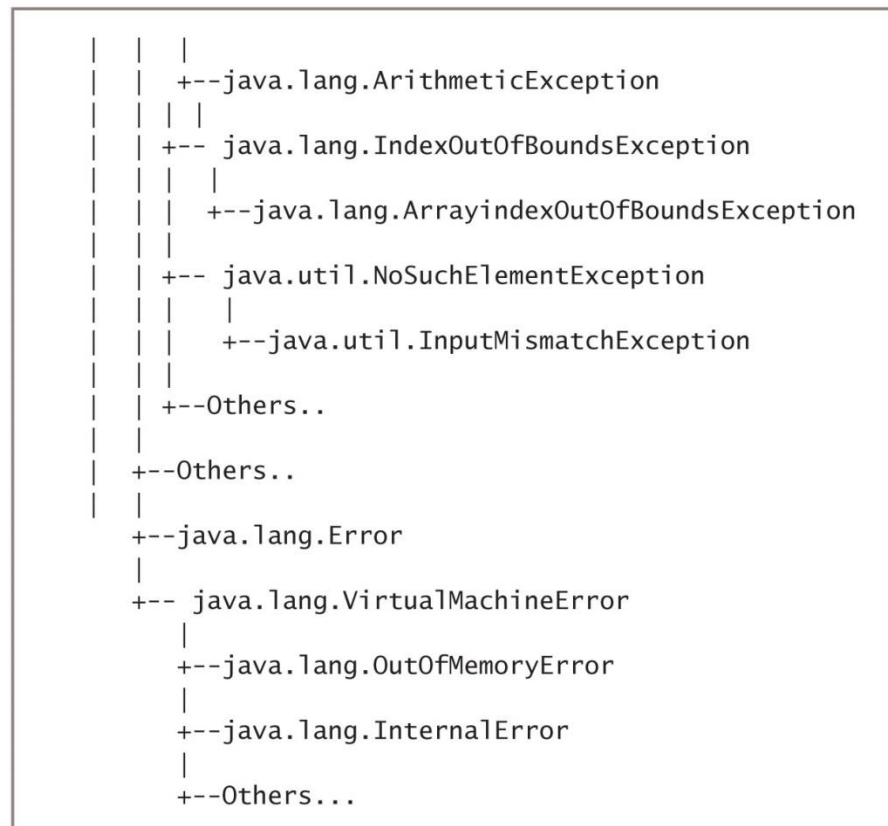 |  |  |
|  |  +--java.lang.ArithmeticException
|  | | |
|  | +-- java.lang.IndexOutOfBoundsException
|  | |  |
|  | |  +--java.lang.ArrayindexOutOfBoundsException
|  | |
|  | +-- java.util.NoSuchElementException
|  | |   |
|  | |   +--java.util.InputMismatchException
|  | |
|  | +--Others..
|  |
|  +--Others..
|  |
   +--java.lang.Error
   |
   +-- java.lang.VirtualMachineError
      |
      +--java.lang.OutOfMemoryError
      |
      +--java.lang.InternalError
      |
      +--Others...